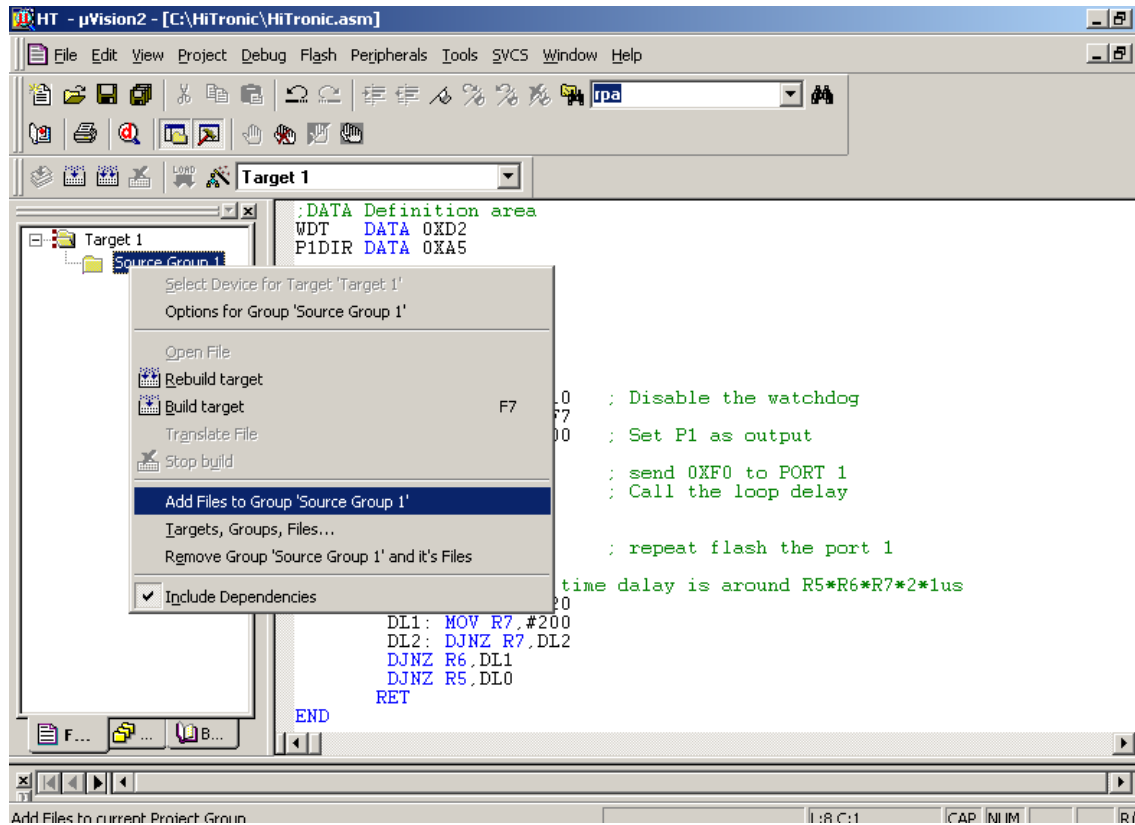 HT - µVision2 - [C:\HiTronic\HiTronic.asm]
File Edit View Project Debug Flash Peripherals Tools SVCS Window Help
rpa
LOAD Target 1
Target 1
Source Group 1
Select Device for Target 'Target 1'
Options for Group 'Source Group 1'
Open File
Rebuild target
Build target F7
Translate File
Stop build
Add Files to Group 'Source Group 1'
Targets, Groups, Files...
Remove Group 'Source Group 1' and it's Files
Include Dependencies
F... ... B...
;DATA Definition area
WDT DATA 0XD2
P1DIR DATA 0XA5
; Disable the watchdog
; Set P1 as output
; send 0XF0 to PORT 1
; Call the loop delay
; repeat flash the port 1
time dalay is around R5*R6*R7*2*1us
DL1: MOV R7,#200
DL2: DJNZ R7,DL2
DJNZ R6,DL1
DJNZ R5,DL0
RET
END
Add Files to current Project Group L:8 C:1 CAP NUM